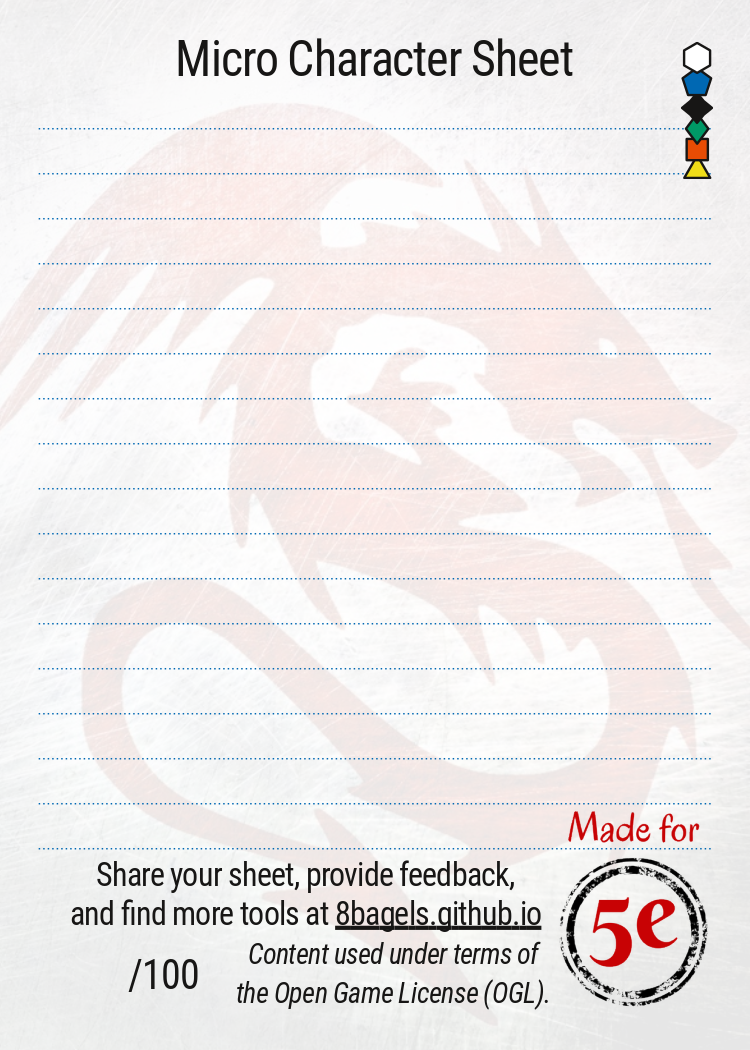 Micro Character Sheet
Made for
5e
Share your sheet, provide feedback,
and find more tools at 8bagels.github.io
/100
Content used under terms of
the Open Game License (OGL).